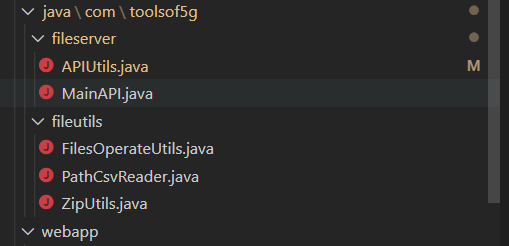 java \ com \ toolsof5g
fileserver
APIUtils.java M
MainAPI.java
fileutils
FilesOperateUtils.java
PathCsvReader.java
ZipUtils.java
webapp